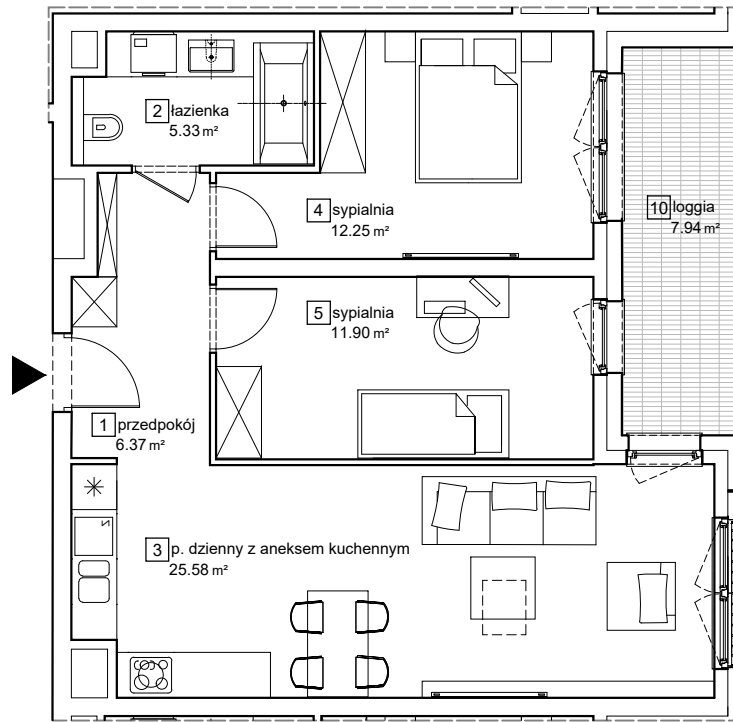 2 łazienka
5.33 m²
4 sypialnia
12.25 m²
10 loggia
7.94 m²
5 sypialnia
11.90 m²
1 przedpokój
6.37 m²
3 p. dzienny z aneksem kuchennym
25.58 m²